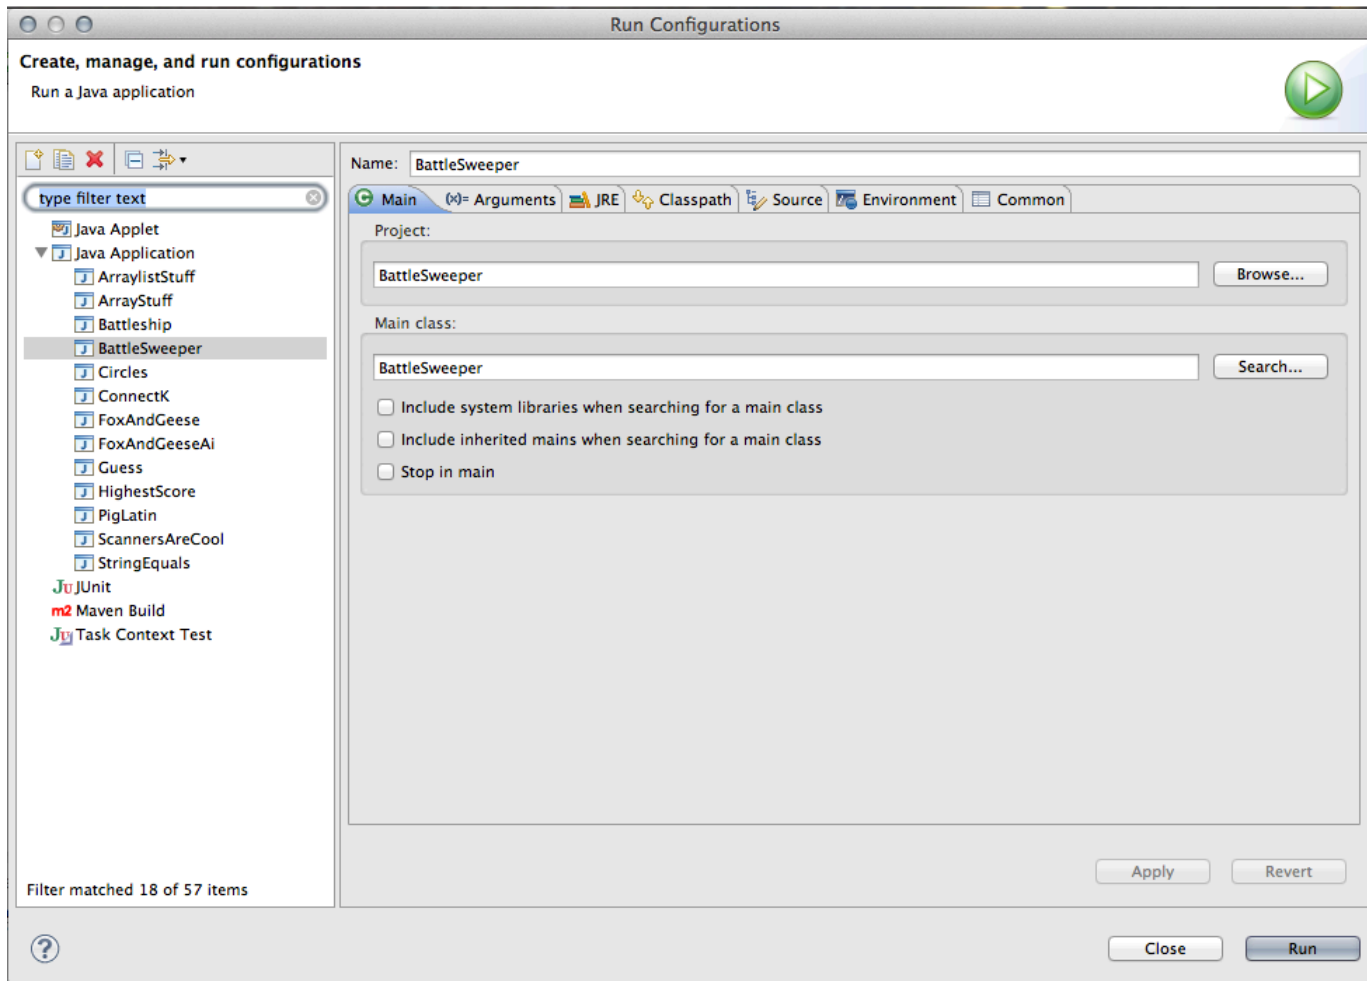 Run Configurations
Create, manage, and run configurations
Run a Java application
type filter text
Java Applet
Java Application
ArraylistStuff
ArrayStuff
Battleship
BattleSweeper
Circles
ConnectK
FoxAndGeese
FoxAndGeeseAi
Guess
HighestScore
PigLatin
ScannersAreCool
StringEquals
Ju JUnit
m2 Maven Build
Ju Task Context Test
Filter matched 18 of 57 items
Name: BattleSweeper
Main (x)= Arguments JRE Classpath Source Environment Common
Project:
BattleSweeper Browse...
Main class:
BattleSweeper Search...
Include system libraries when searching for a main class
Include inherited mains when searching for a main class
Stop in main
Apply Revert
? Close Run